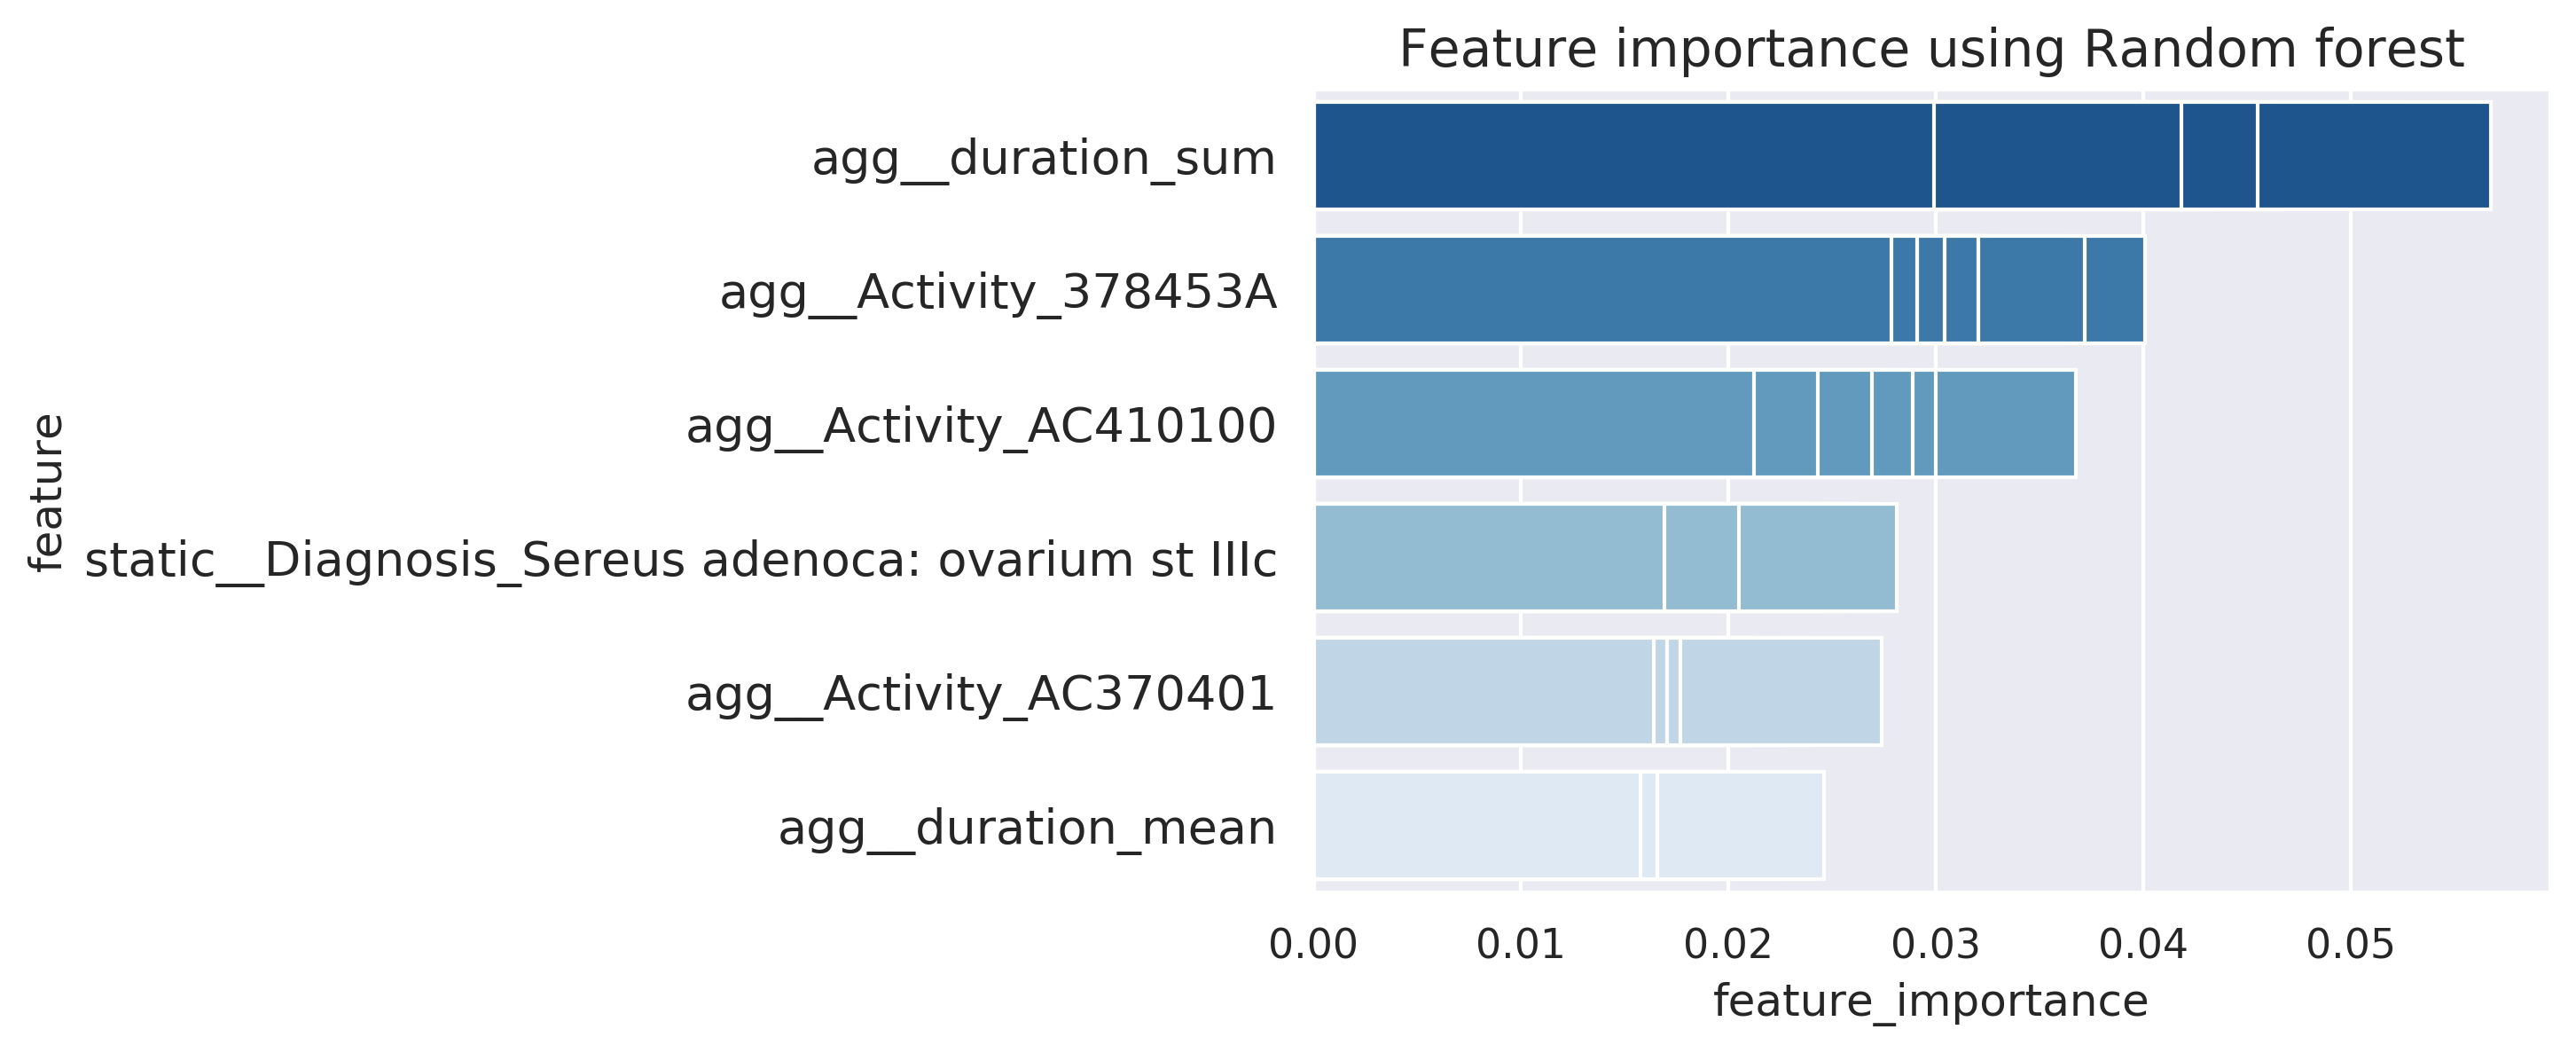 Feature importance using Random forest
agg__duration_sum
agg__Activity_378453A
agg__Activity_AC410100
static__Diagnosis_Sereus adenoca: ovarium st IIIc
agg__Activity_AC370401
agg__duration_mean
feature
0.00 0.01 0.02 0.03 0.04 0.05
feature_importance